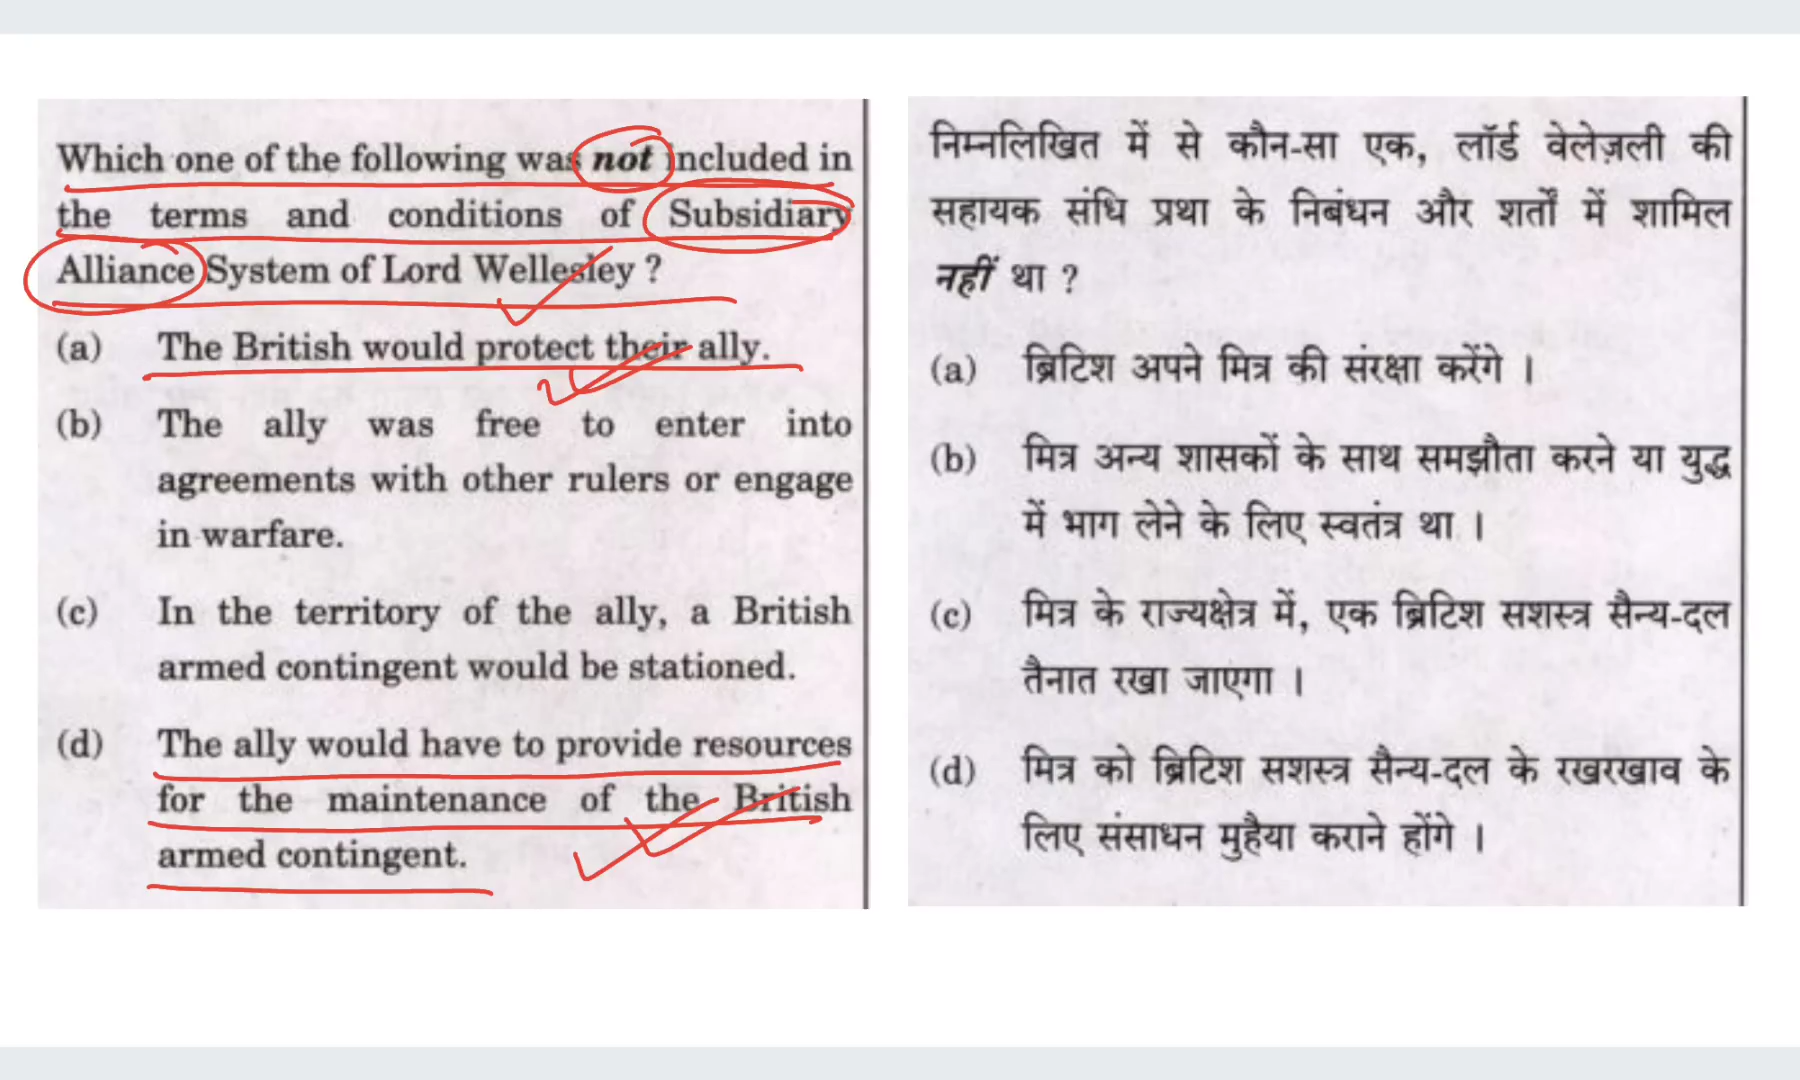 Which one of the following was not included in
the terms and conditions of Subsidiary
Alliance System of Lord Wellesley ?
(a) The British would protect their ally.
(b) The ally was free to enter into
agreements with other rulers or engage
in warfare.
(c) In the territory of the ally, a British
armed contingent would be stationed.
(d) The ally would have to provide resources
for the maintenance of the British
armed contingent.
निम्नलिखित में से कौन-सा एक, लॉर्ड वेलेज़ली की
सहायक संधि प्रथा के निबंधन और शर्तों में शामिल
नहीं था ?
(a) ब्रिटिश अपने मित्र की संरक्षा करेंगे ।
(b) मित्र अन्य शासकों के साथ समझौता करने या युद्ध
में भाग लेने के लिए स्वतंत्र था ।
(c) मित्र के राज्यक्षेत्र में, एक ब्रिटिश सशस्त्र सैन्य-दल
तैनात रखा जाएगा ।
(d) मित्र को ब्रिटिश सशस्त्र सैन्य-दल के रखरखाव के
लिए संसाधन मुहैया कराने होंगे ।